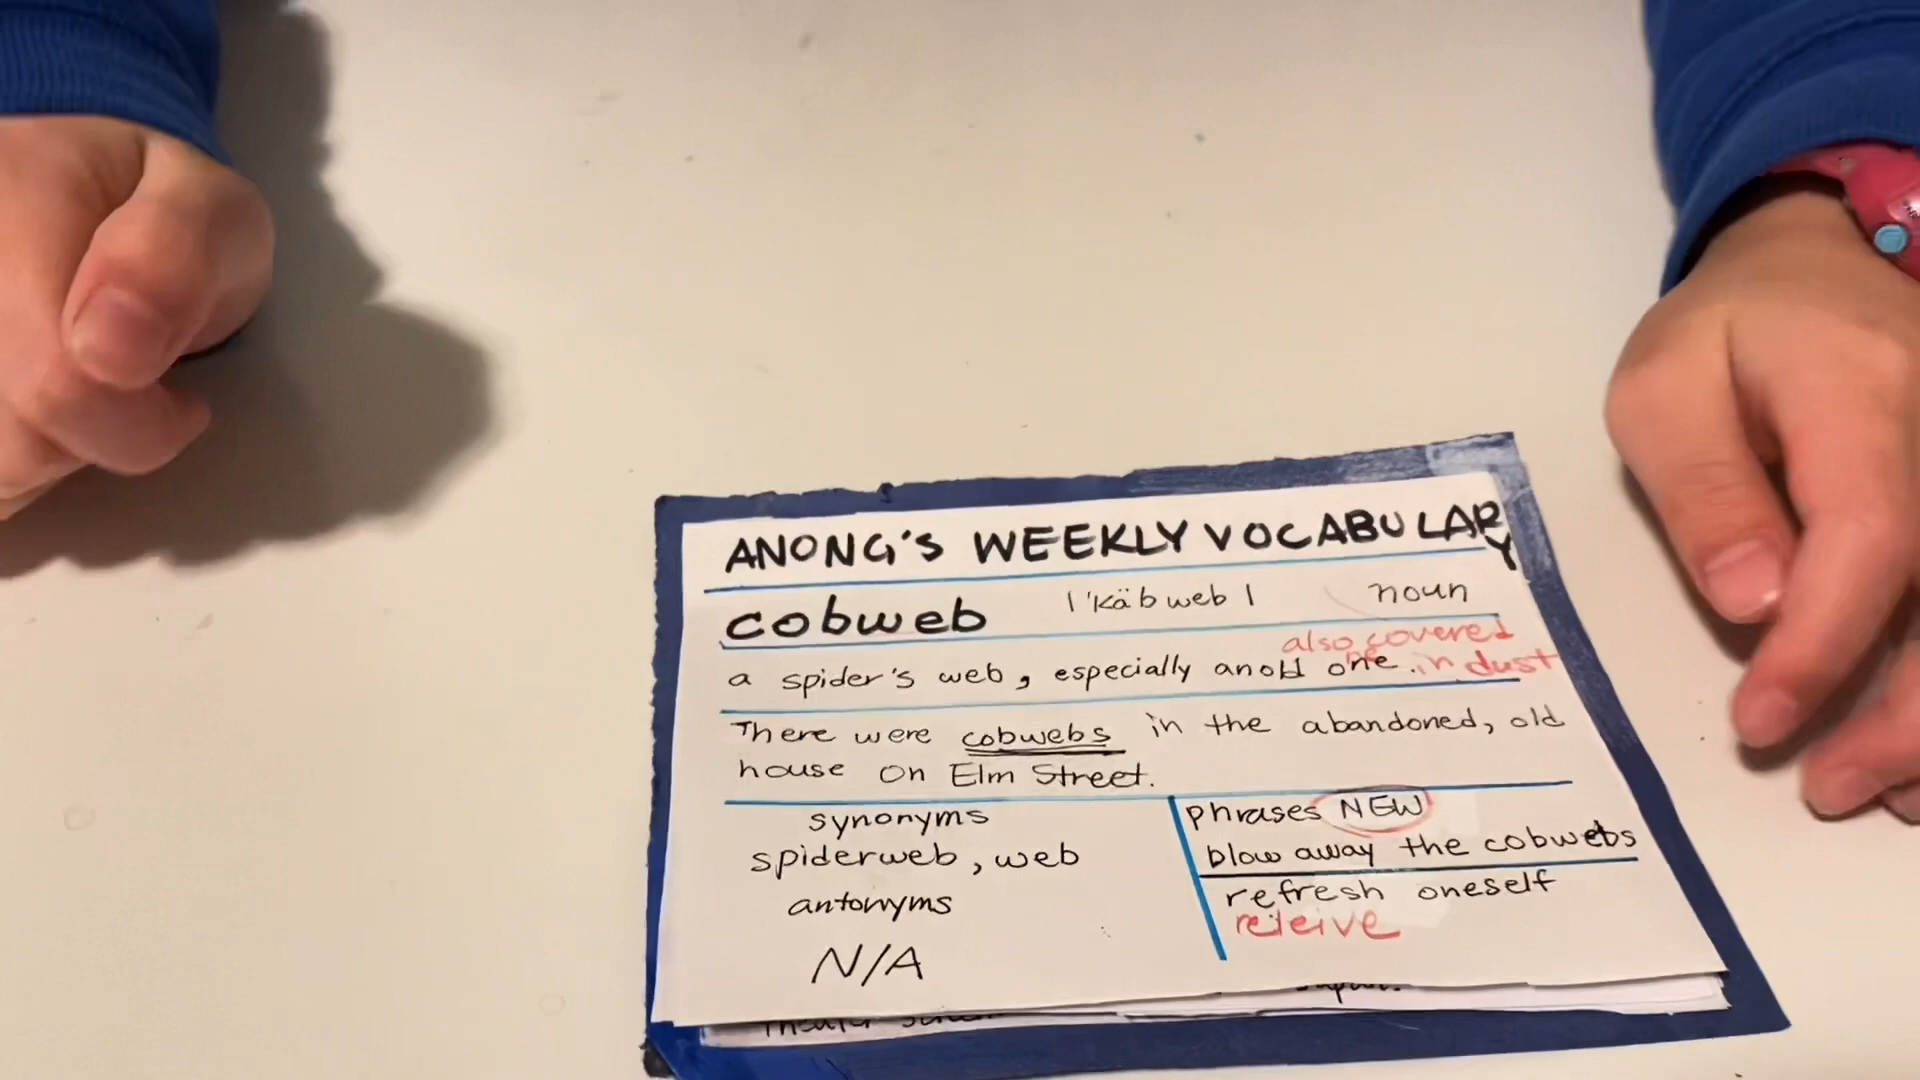 ANONG'S WEEKLY VOCABULARY
cobweb |'käbweb| noun
also covered
a spider's web, especially an old one. in dust
There were cobwebs in the abandoned, old
house on Elm Street.
synonyms
spiderweb, web
antonyms
N/A
phrases NEW
blow away the cobwebs
refresh oneself
releive